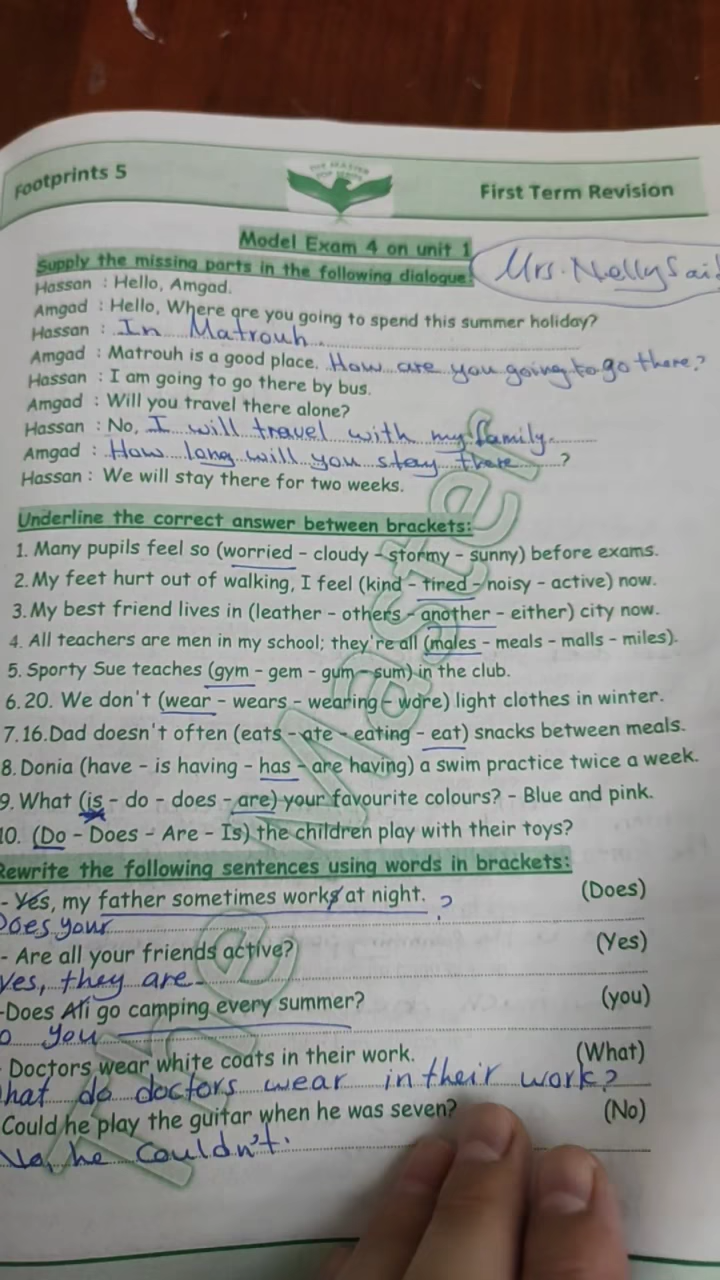 Footprints 5
First Term Revision
Model Exam 4 on unit 1
Supply the missing parts in the following dialogue:
Mrs. Nelly Sai
Hassan : Hello, Amgad.
Amgad : Hello, Where are you going to spend this summer holiday?
Hassan : In Matrouh.
Amgad : Matrouh is a good place. How are you going to go there?
Hassan : I am going to go there by bus.
Amgad : Will you travel there alone?
Hassan : No, I will travel with my family.
Amgad : How long will you stay there ?
Hassan : We will stay there for two weeks.
Underline the correct answer between brackets:
1. Many pupils feel so (worried - cloudy - stormy - sunny) before exams.
2. My feet hurt out of walking, I feel (kind - tired - noisy - active) now.
3. My best friend lives in (leather - others - another - either) city now.
4. All teachers are men in my school; they're all (males - meals - malls - miles).
5. Sporty Sue teaches (gym - gem - gum - sum) in the club.
6.20. We don't (wear - wears - wearing - wore) light clothes in winter.
7.16.Dad doesn't often (eats - ate - eating - eat) snacks between meals.
8. Donia (have - is having - has - are having) a swim practice twice a week.
9. What (is - do - does - are) your favourite colours? - Blue and pink.
10. (Do - Does - Are - Is) the children play with their toys?
Rewrite the following sentences using words in brackets:
- Yes, my father sometimes works at night. ? (Does)
Does your
- Are all your friends active? (Yes)
Yes, they are.
-Does Ali go camping every summer? (you)
o you
Doctors wear white coats in their work. (What)
hat do doctors wear in their work?
Could he play the guitar when he was seven? (No)
No, he couldn't.